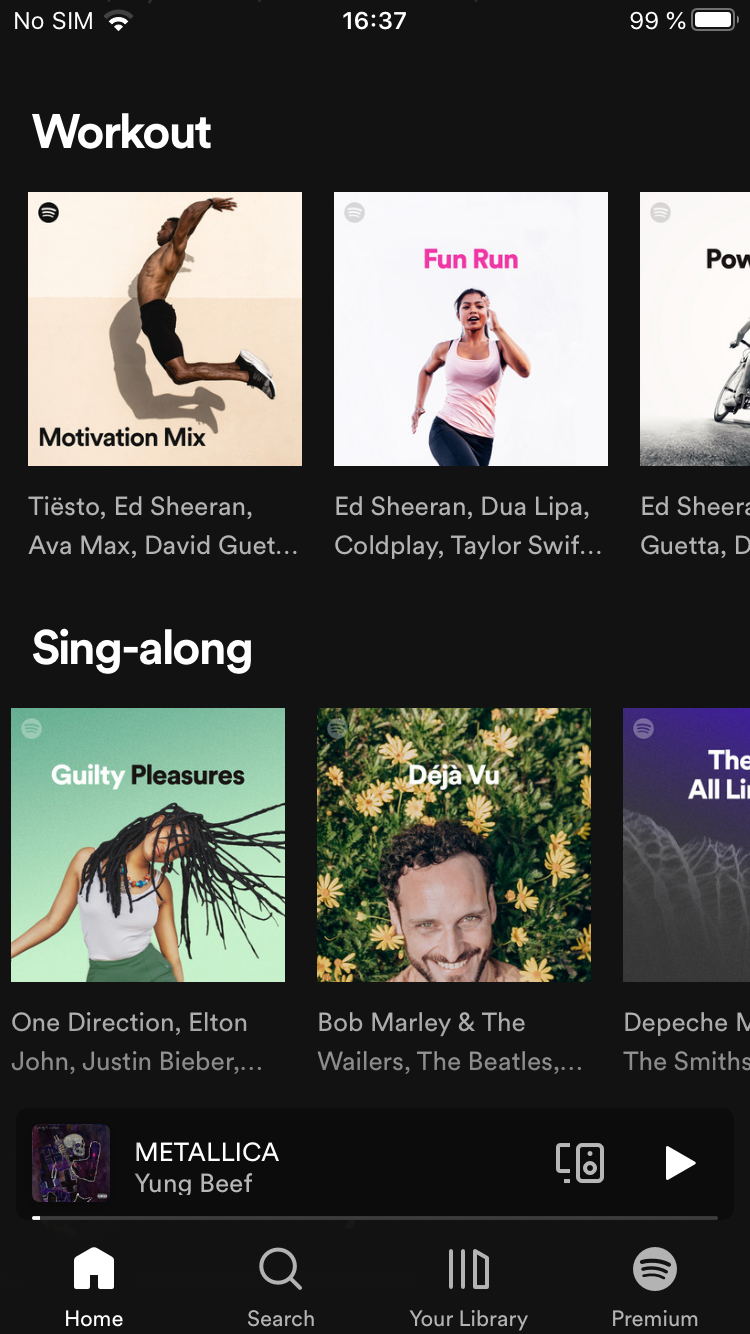 No SIM 16:37 99 %
Workout
Fun Run
Pow
Motivation Mix
Tiësto, Ed Sheeran,
Ava Max, David Guet...
Ed Sheeran, Dua Lipa,
Coldplay, Taylor Swif...
Ed Sheera
Guetta, D
Sing-along
Guilty Pleasures
Déjà Vu
The
All Li
One Direction, Elton
John, Justin Bieber,...
Bob Marley & The
Wailers, The Beatles,...
Depeche M
The Smiths
METALLICA
Yung Beef
Home
Search
Your Library
Premium